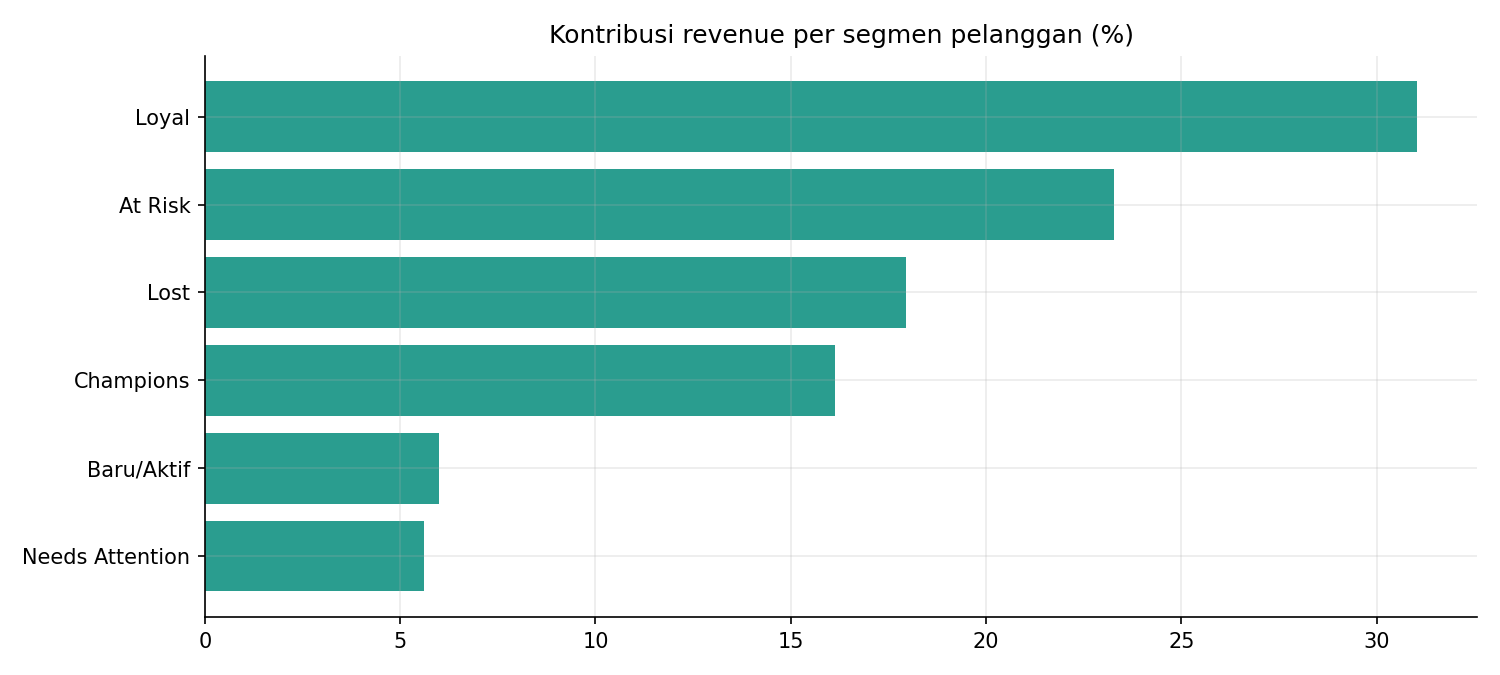 Kontribusi revenue per segmen pelanggan (%)
Loyal
At Risk
Lost
Champions
Baru/Aktif
Needs Attention
0 5 10 15 20 25 30